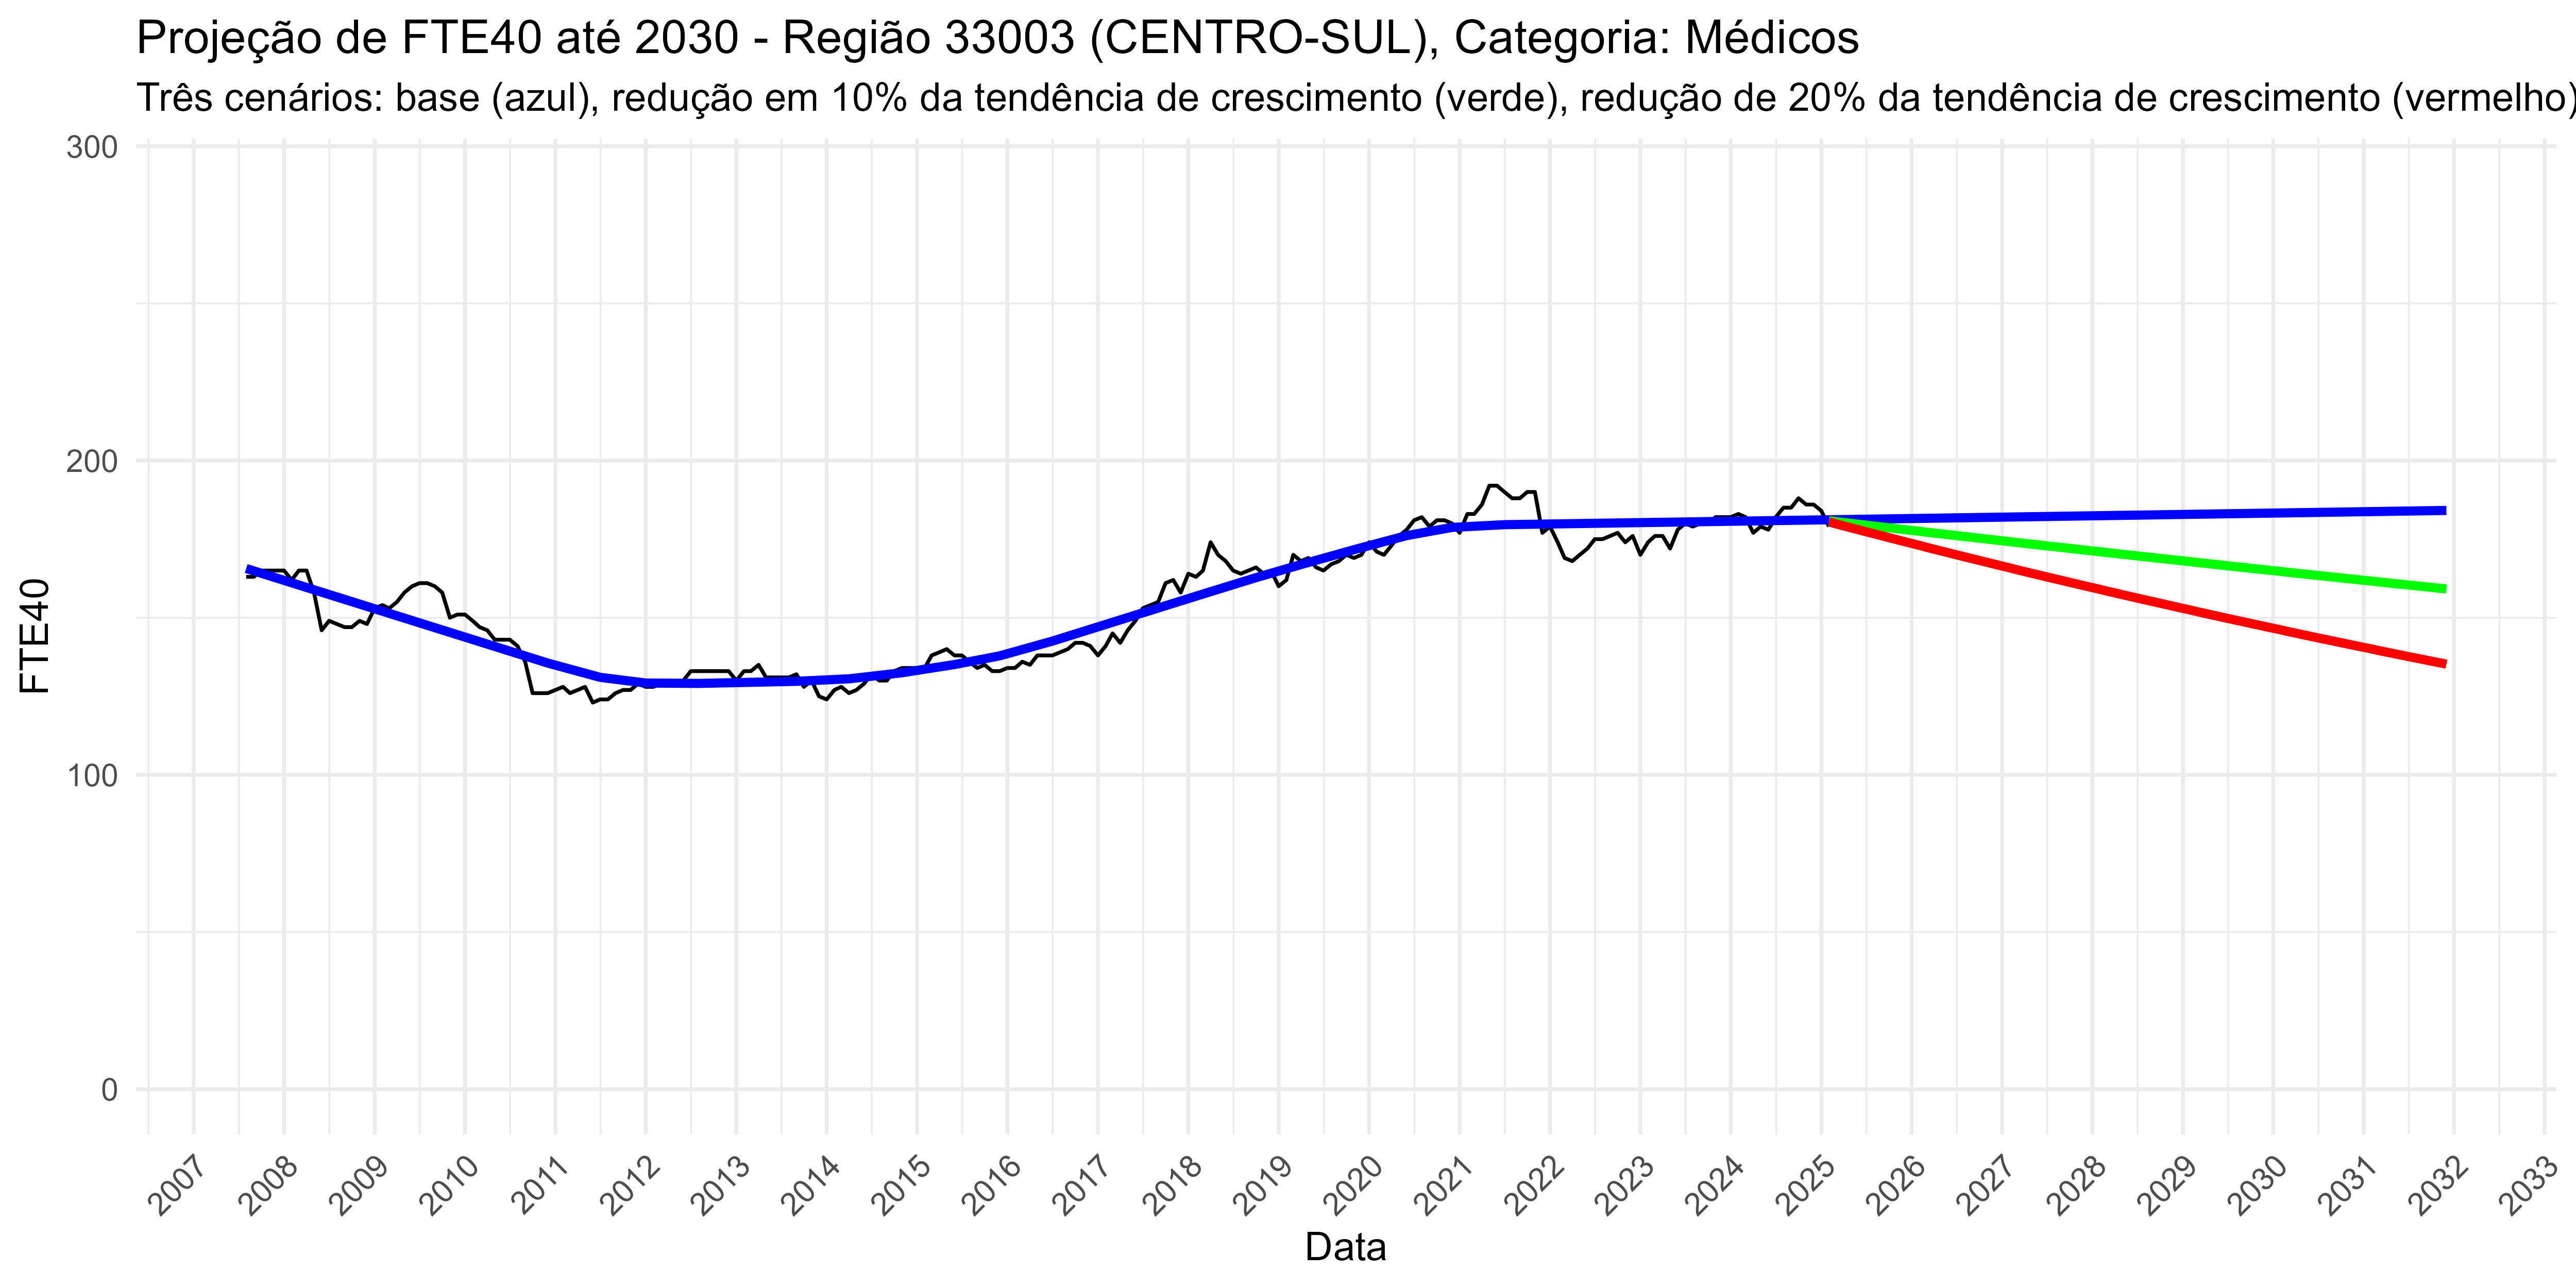 Projeção de FTE40 até 2030 - Região 33003 (CENTRO-SUL), Categoria: Médicos
Três cenários: base (azul), redução em 10% da tendência de crescimento (verde), redução de 20% da tendência de crescimento (vermelho)
300
200
100
0
FTE40
2007 2008 2009 2010 2011 2012 2013 2014 2015 2016 2017 2018 2019 2020 2021 2022 2023 2024 2025 2026 2027 2028 2029 2030 2031 2032 2033
Data